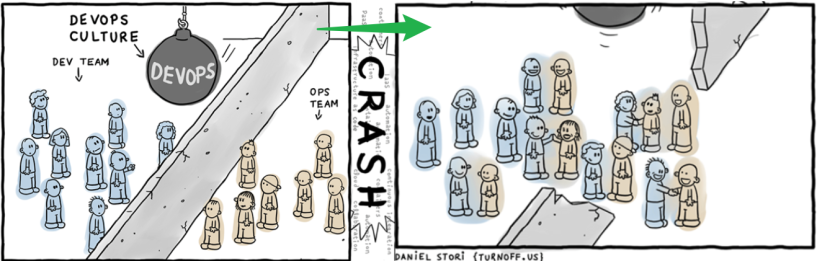 DEVOPS
CULTURE
DEV TEAM
DEVOPS
OPS
TEAM
CRASH
DANIEL STORI {TURNOFF.US}